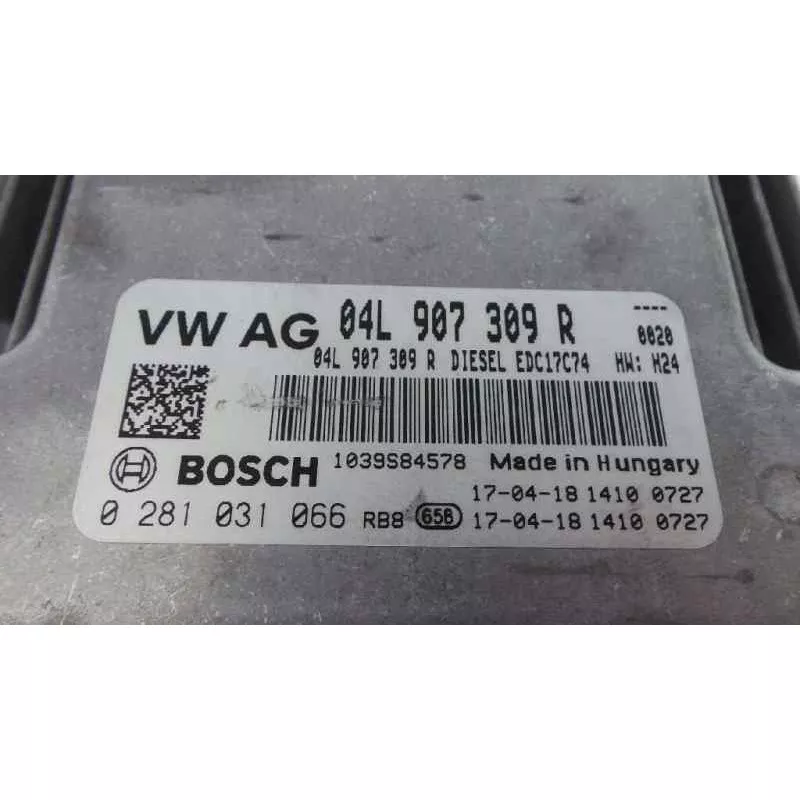 VW AG 04L 907 309 R ----
0020
04L 907 309 R DIESEL EDC17C74 HW: H24
BOSCH 1039S84578 Made in Hungary
17-04-18 1410 0727
0 281 031 066 RB8 65B 17-04-18 1410 0727